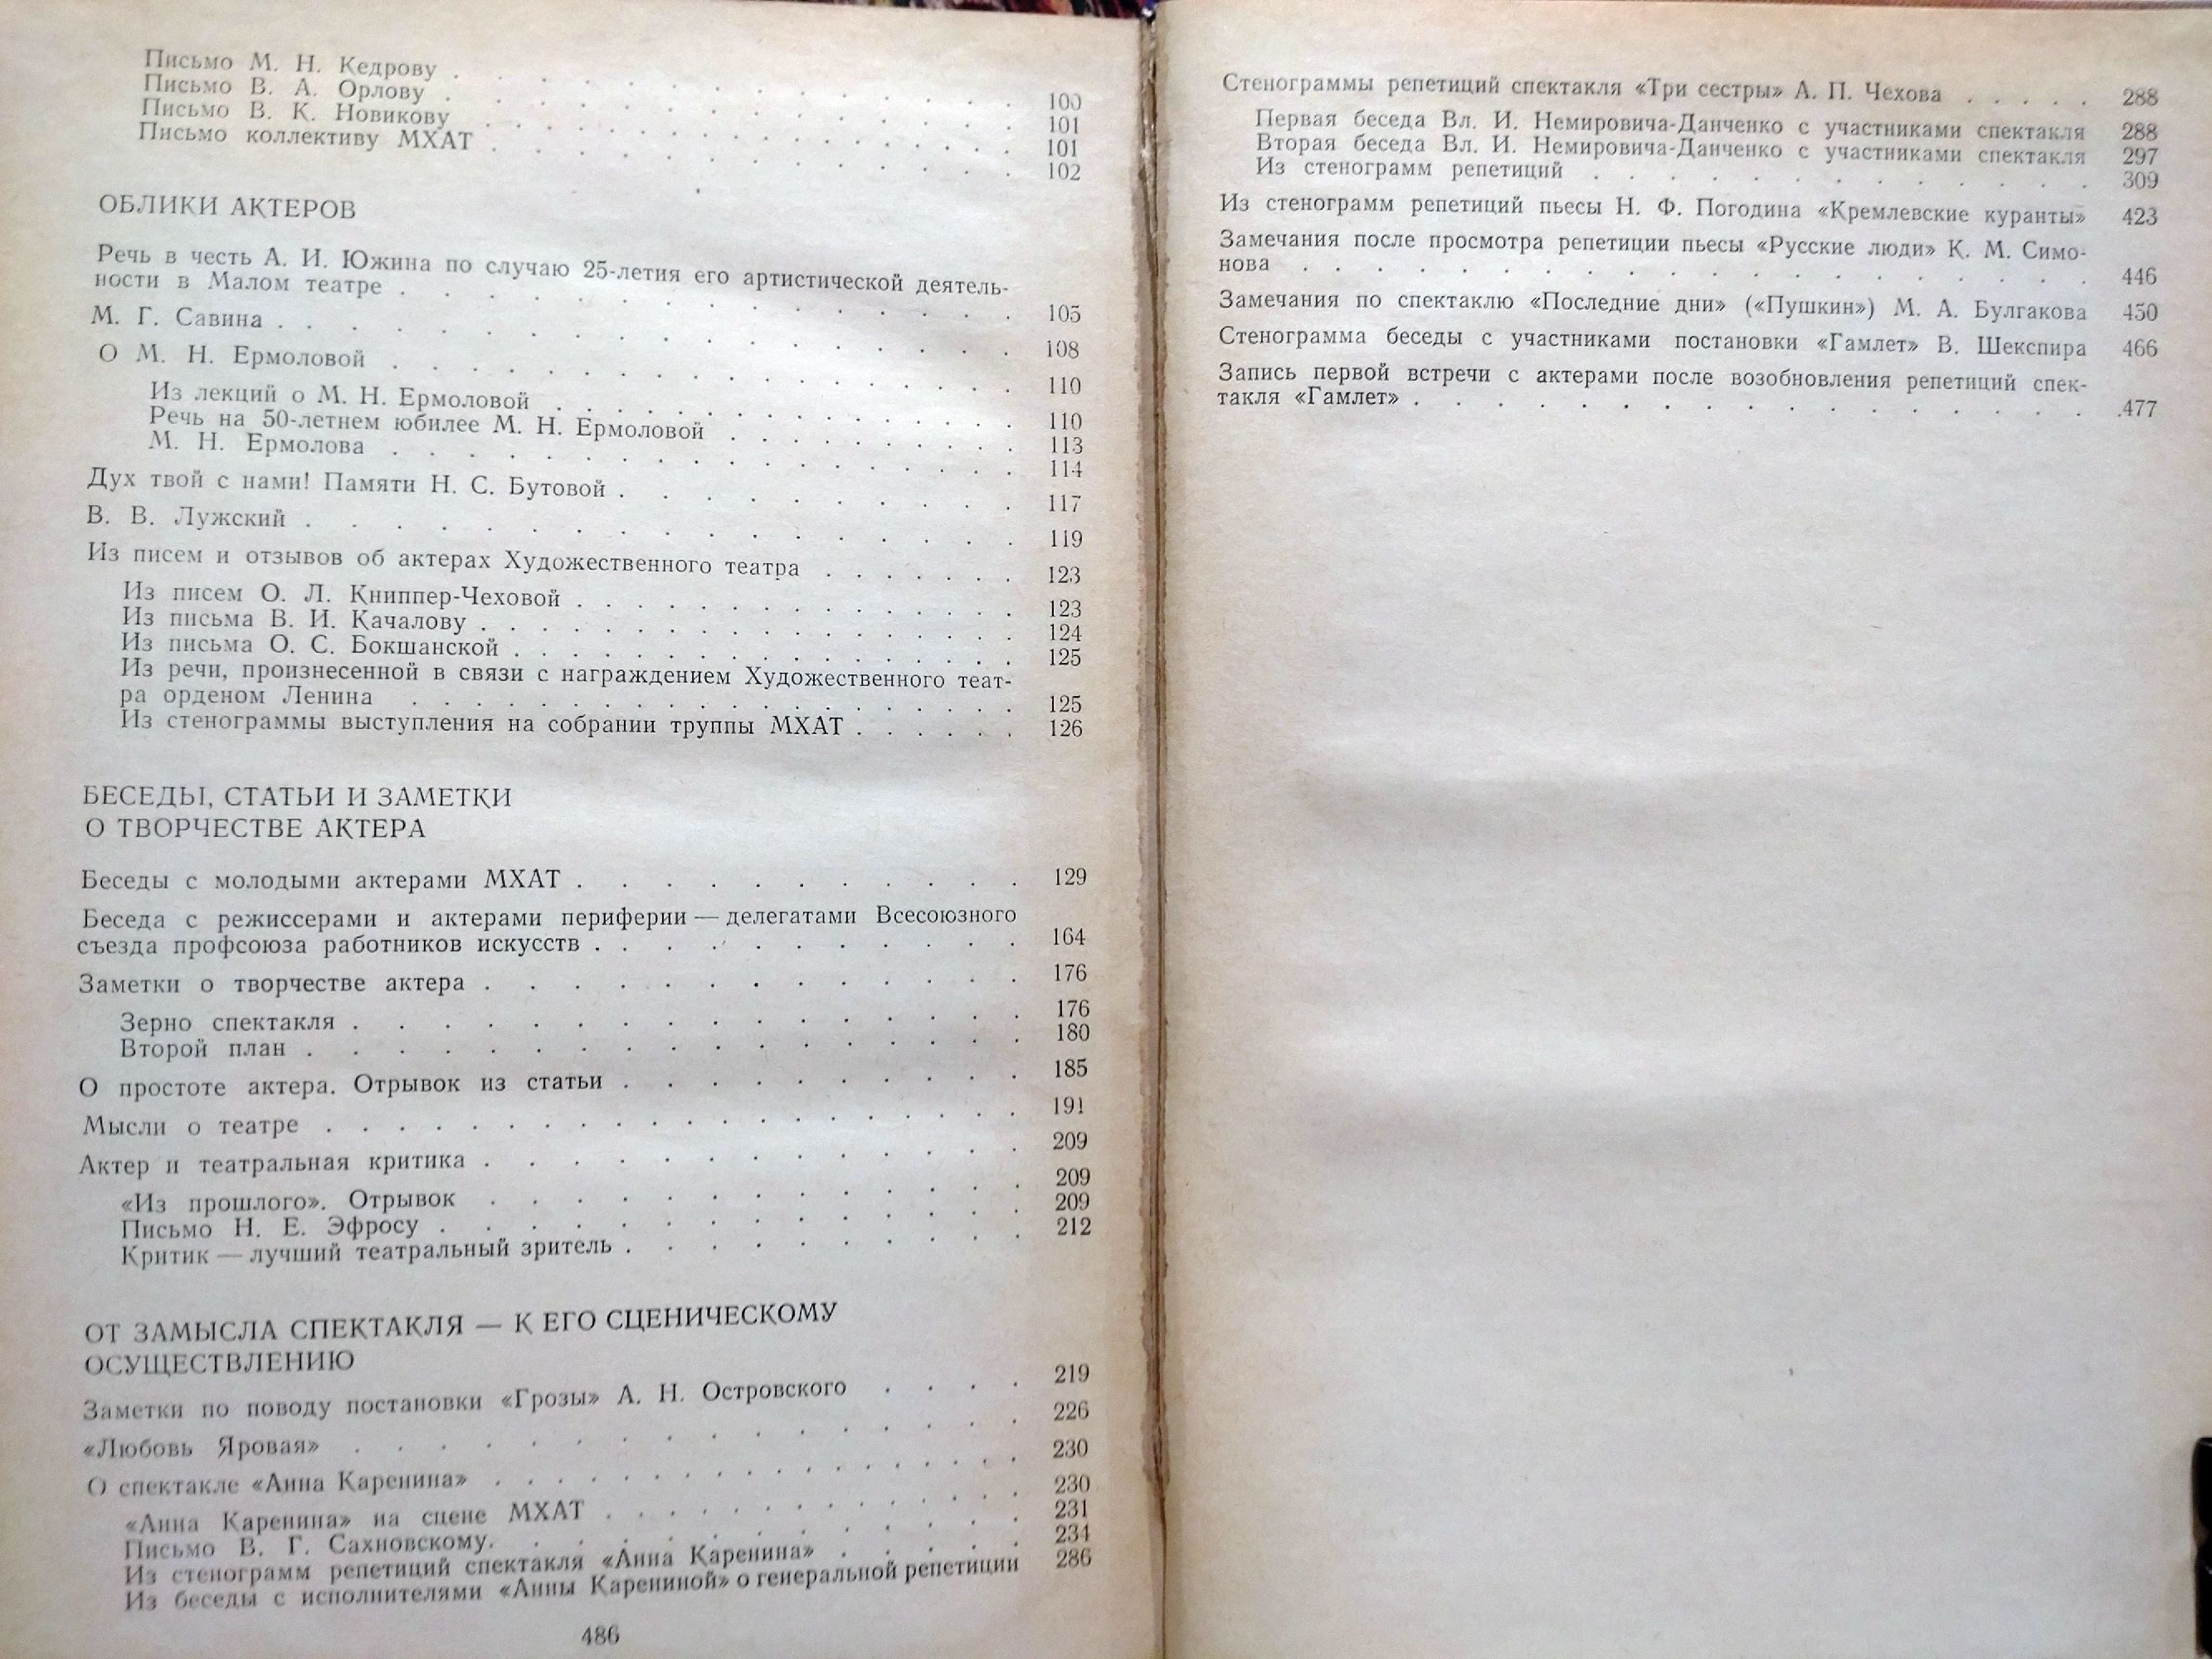 Письмо М. Н. Кедрову . . . . . . . . . . . 100
Письмо В. А. Орлову . . . . . . . . . . . 101
Письмо В. К. Новикову . . . . . . . . . . . 101
Письмо коллективу МХАТ . . . . . . . . . . . 102
ОБЛИКИ АКТЕРОВ
Речь в честь А. И. Южина по случаю 25-летия его артистической деятель-
ности в Малом театре . . . . . . . . . . . 105
М. Г. Савина . . . . . . . . . . . 108
О М. Н. Ермоловой . . . . . . . . . . . 110
Из лекций о М. Н. Ермоловой . . . . . . . . . . 110
Речь на 50-летнем юбилее М. Н. Ермоловой . . . . . . . 113
М. Н. Ермолова . . . . . . . . . . . 114
Дух твой с нами! Памяти Н. С. Бутовой . . . . . . . . . 117
В. В. Лужский . . . . . . . . . . . 119
Из писем и отзывов об актерах Художественного театра . . . . . . 123
Из писем О. Л. Книппер-Чеховой . . . . . . . . . . 123
Из письма В. И. Качалову . . . . . . . . . . . 124
Из письма О. С. Бокшанской . . . . . . . . . . . 125
Из речи, произнесенной в связи с награждением Художественного теат-
ра орденом Ленина . . . . . . . . . . . 125
Из стенограммы выступления на собрании труппы МХАТ . . . . . . 126
БЕСЕДЫ, СТАТЬИ И ЗАМЕТКИ
О ТВОРЧЕСТВЕ АКТЕРА
Беседы с молодыми актерами МХАТ . . . . . . . . . . . 129
Беседа с режиссерами и актерами периферии — делегатами Всесоюзного
съезда профсоюза работников искусств . . . . . . . . . . 164
Заметки о творчестве актера . . . . . . . . . . . 176
Зерно спектакля . . . . . . . . . . . 176
Второй план . . . . . . . . . . . 180
О простоте актера. Отрывок из статьи . . . . . . . . . . 185
Мысли о театре . . . . . . . . . . . 191
Актер и театральная критика . . . . . . . . . . . 209
«Из прошлого». Отрывок . . . . . . . . . . . 209
Письмо Н. Е. Эфросу . . . . . . . . . . . 209
Критик — лучший театральный зритель . . . . . . . . . . 212
ОТ ЗАМЫСЛА СПЕКТАКЛЯ — К ЕГО СЦЕНИЧЕСКОМУ
ОСУЩЕСТВЛЕНИЮ
Заметки по поводу постановки «Грозы» А. Н. Островского . . . . 219
«Любовь Яровая» . . . . . . . . . . . 226
О спектакле «Анна Каренина» . . . . . . . . . . . 230
«Анна Каренина» на сцене МХАТ . . . . . . . . . . . 230
Письмо В. Г. Сахновскому . . . . . . . . . . . 231
Из стенограмм репетиций спектакля «Анна Каренина» . . . . . 234
Из беседы с исполнителями «Анны Карениной» о генеральной репетиции 286
486
Стенограммы репетиций спектакля «Три сестры» А. П. Чехова . . . . . 288
Первая беседа Вл. И. Немировича-Данченко с участниками спектакля 288
Вторая беседа Вл. И. Немировича-Данченко с участниками спектакля 297
Из стенограмм репетиций . . . . . . . . . . . 309
Из стенограмм репетиций пьесы Н. Ф. Погодина «Кремлевские куранты» 423
Замечания после просмотра репетиции пьесы «Русские люди» К. М. Симо-
нова . . . . . . . . . . . 446
Замечания по спектаклю «Последние дни» («Пушкин») М. А. Булгакова 450
Стенограмма беседы с участниками постановки «Гамлет» В. Шекспира 466
Запись первой встречи с актерами после возобновления репетиций спек-
такля «Гамлет» . . . . . . . . . . . 477